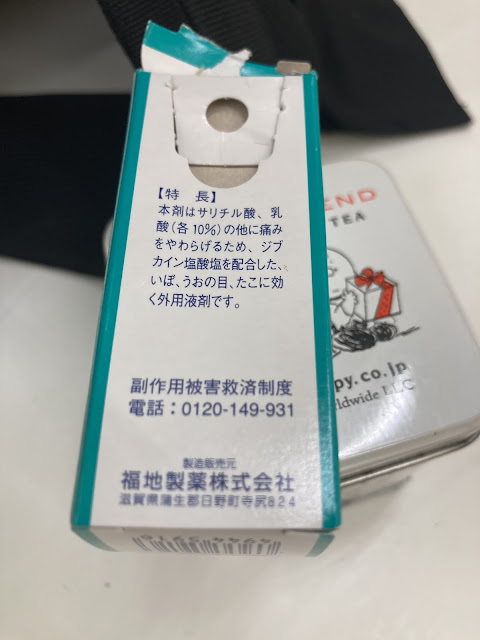 【特　長】
本剤はサリチル酸、乳
酸(各10%)の他に痛み
をやわらげるため、ジブ
カイン塩酸塩を配合した、
いぼ、うおの目、たこに効
く外用液剤です。
副作用被害救済制度
電話：0120-149-931
製造販売元
福地製薬株式会社
滋賀県蒲生郡日野町寺尻824
END
TEA
py.co.jp
ldwide LLC